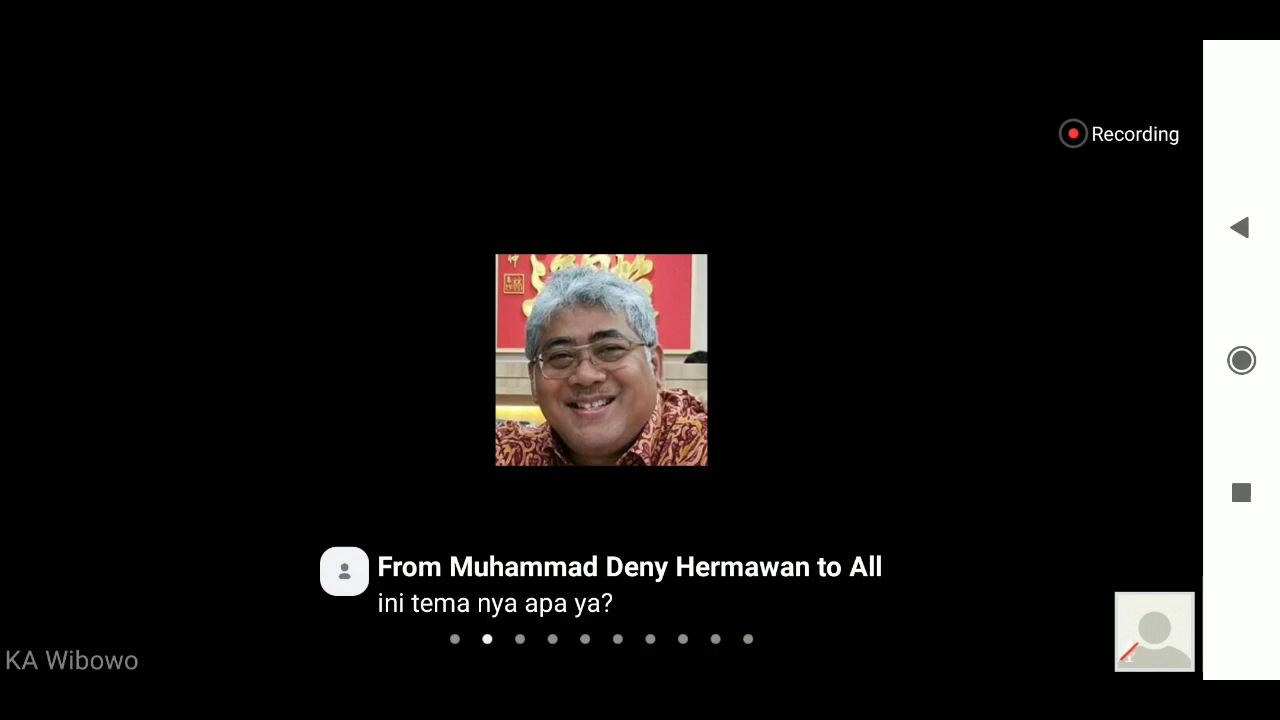 Recording
From Muhammad Deny Hermawan to All
ini tema nya apa ya?
KA Wibowo